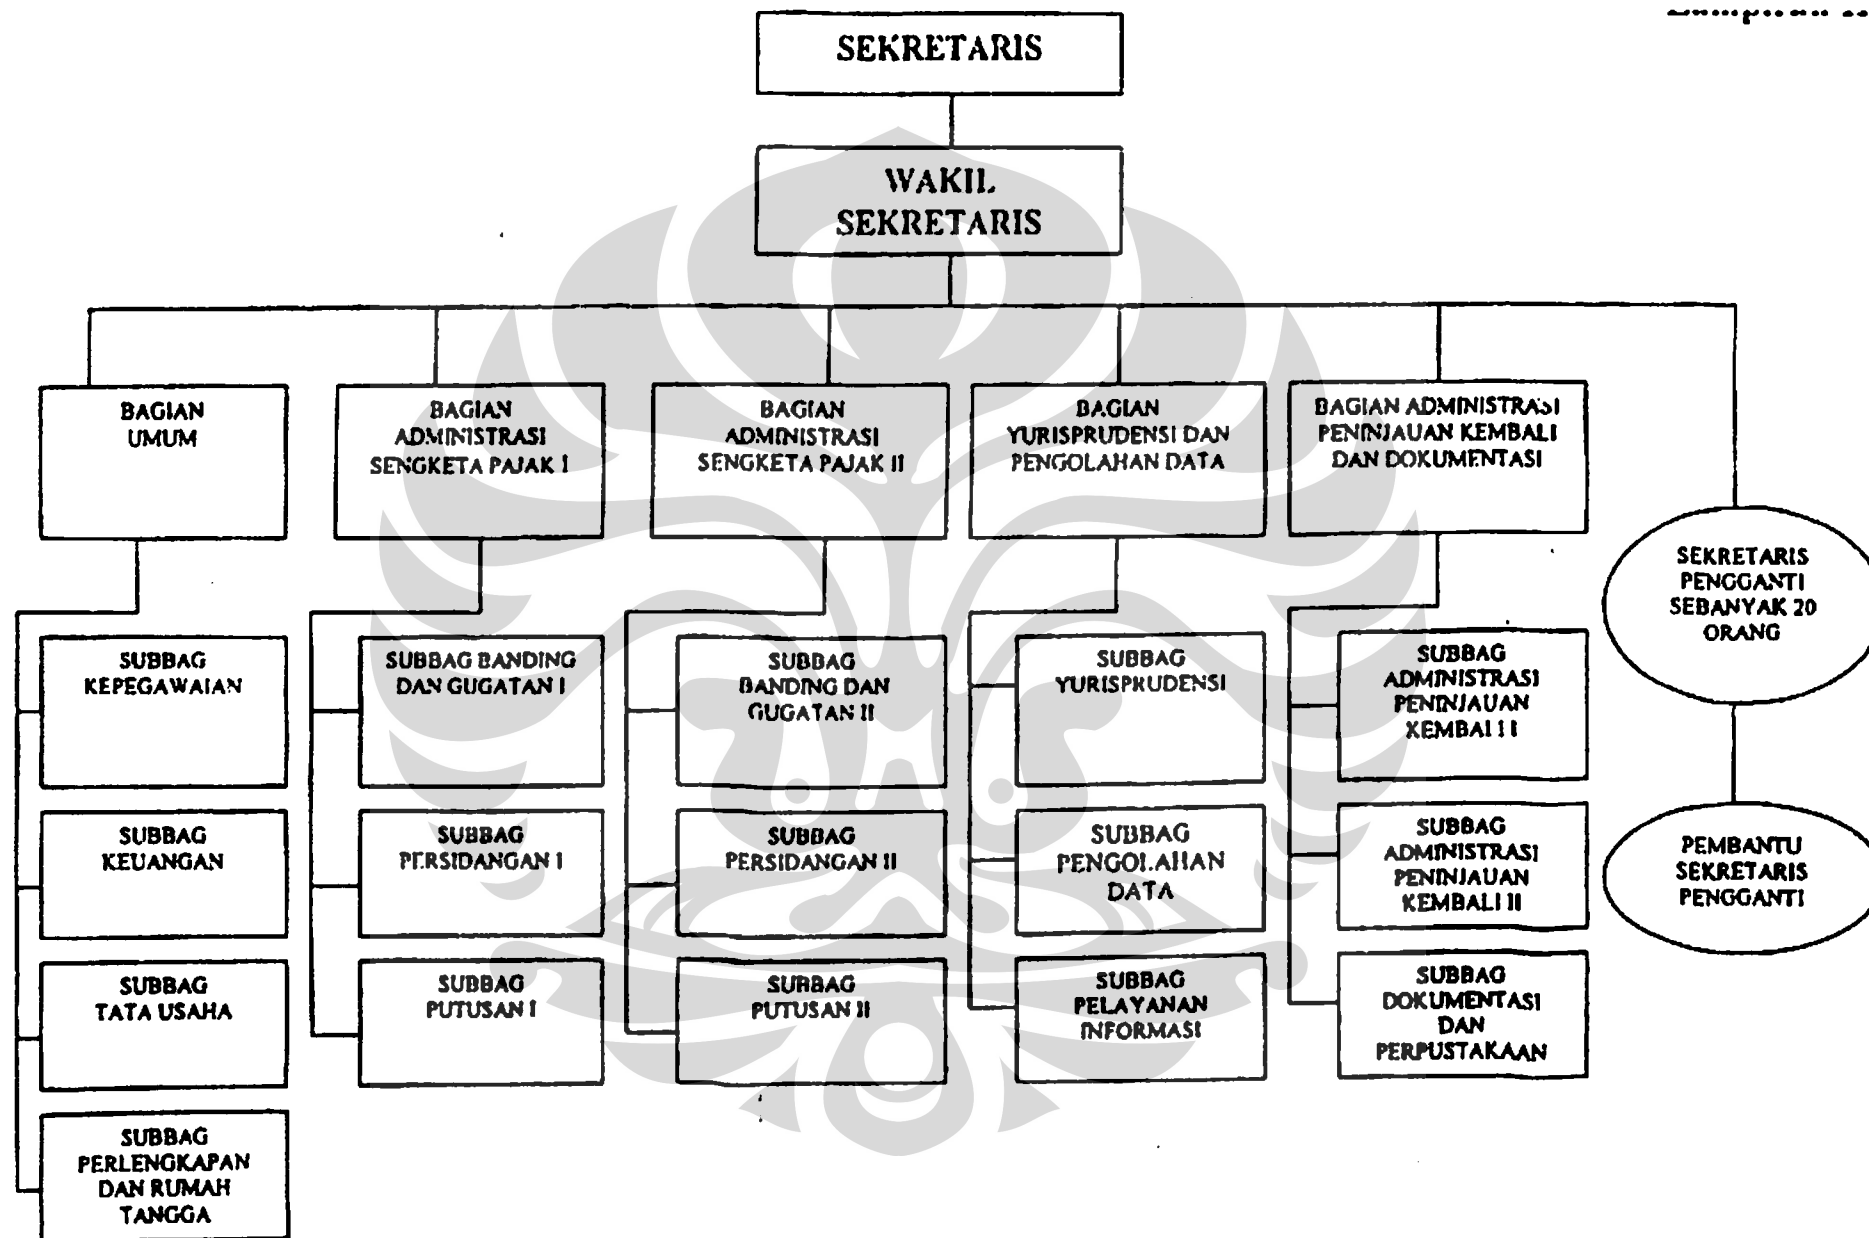 SEKRETARIS
WAKIL
SEKRETARIS
BAGIAN
UMUM
BAGIAN
ADMINISTRASI
SENGKETA PAJAK I
BAGIAN
ADMINISTRASI
SENGKETA PAJAK II
BAGIAN
YURISPRUDENSI DAN
PENGOLAHAN DATA
BAGIAN ADMINISTRASI
PENINJAUAN KEMBALI
DAN DOKUMENTASI
SEKRETARIS
PENGGANTI
SEBANYAK 20
ORANG
SUBBAG
KEPEGAWAIAN
SUBBAG BANDING
DAN GUGATAN I
SUBBAG
BANDING DAN
GUGATAN II
SUBBAG
YURISPRUDENSI
SUBBAG
ADMINISTRASI
PENINJAUAN
KEMBALI I
SUBBAG
KEUANGAN
SUBBAG
PERSIDANGAN I
SUBBAG
PERSIDANGAN II
SUBBAG
PENGOLAHAN
DATA
SUBBAG
ADMINISTRASI
PENINJAUAN
KEMBALI II
PEMBANTU
SEKRETARIS
PENGGANTI
SUBBAG
TATA USAHA
SUBBAG
PUTUSAN I
SUBBAG
PUTUSAN II
SUBBAG
PELAYANAN
INFORMASI
SUBBAG
DOKUMENTASI
DAN
PERPUSTAKAAN
SUBBAG
PERLENGKAPAN
DAN RUMAH
TANGGA